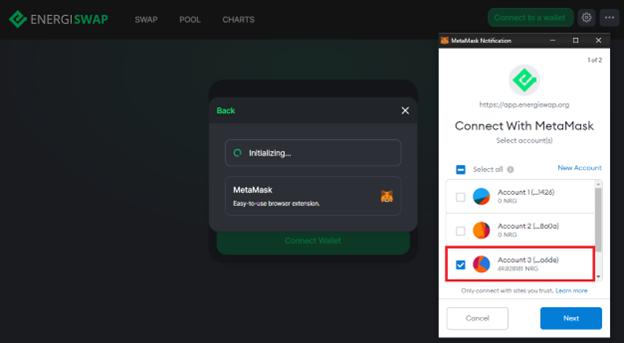 ENERGISWAP
SWAP
POOL
CHARTS
Connect to a wallet
Back
Initializing...
MetaMask
Easy-to-use browser extension.
Connect Wallet
MetaMask Notification
1 of 2
https://app.energiswap.org
Connect With MetaMask
Select account(s)
Select all
New Account
Account 1 (...1426)
0 NRG
Account 2 (...8a0a)
0 NRG
Account 3 (...a6de)
NRG
Only connect with sites you trust. Learn more
Cancel
Next